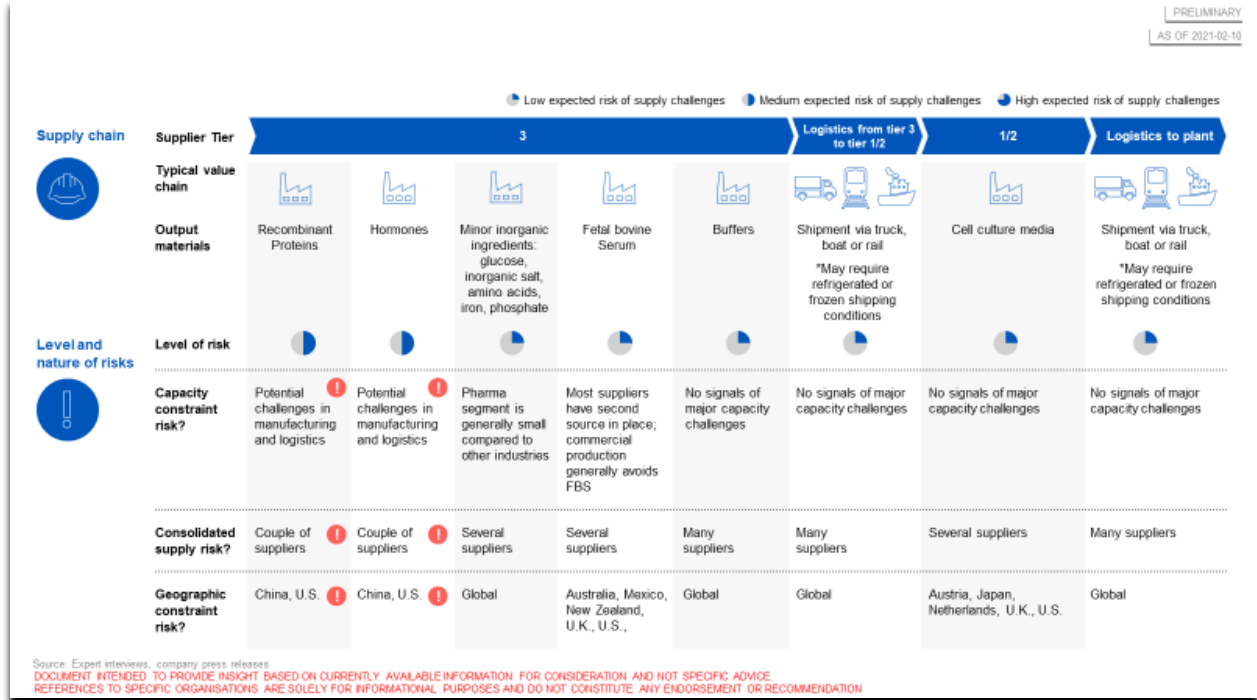 PRELIMINARY
AS OF 2021-02-10
Low expected risk of supply challenges
Medium expected risk of supply challenges
High expected risk of supply challenges
Supply chain
Supplier Tier
3
Logistics from tier 3
to tier 1/2
1/2
Logistics to plant
Typical value
chain
Output
materials
Recombinant
Proteins
Hormones
Minor inorganic
ingredients:
glucose,
inorganic salt,
amino acids,
iron, phosphate
Fetal bovine
Serum
Buffers
Shipment via truck,
boat or rail
*May require
refrigerated or
frozen shipping
conditions
Cell culture media
Shipment via truck,
boat or rail
*May require
refrigerated or frozen
shipping conditions
Level and
nature of risks
Level of risk
Capacity
constraint
risk?
Potential
challenges in
manufacturing
and logistics
Potential
challenges in
manufacturing
and logistics
Pharma
segment is
generally small
compared to
other industries
Most suppliers
have second
source in place;
commercial
production
generally avoids
FBS
No signals of
major capacity
challenges
No signals of major
capacity challenges
No signals of major
capacity challenges
No signals of major
capacity challenges
Consolidated
supply risk?
Couple of
suppliers
Couple of
suppliers
Several
suppliers
Several
suppliers
Many
suppliers
Many
suppliers
Several suppliers
Many suppliers
Geographic
constraint
risk?
China, U.S.
China, U.S.
Global
Australia, Mexico,
New Zealand,
U.K., U.S.,
Global
Global
Austria, Japan,
Netherlands, U.K., U.S.
Global
Source: Expert interviews, company press releases
DOCUMENT INTENDED TO PROVIDE INSIGHT BASED ON CURRENTLY AVAILABLE INFORMATION FOR CONSIDERATION AND NOT SPECIFIC ADVICE.
REFERENCES TO SPECIFIC ORGANISATIONS ARE SOLELY FOR INFORMATIONAL PURPOSES AND DO NOT CONSTITUTE ANY ENDORSEMENT OR RECOMMENDATION